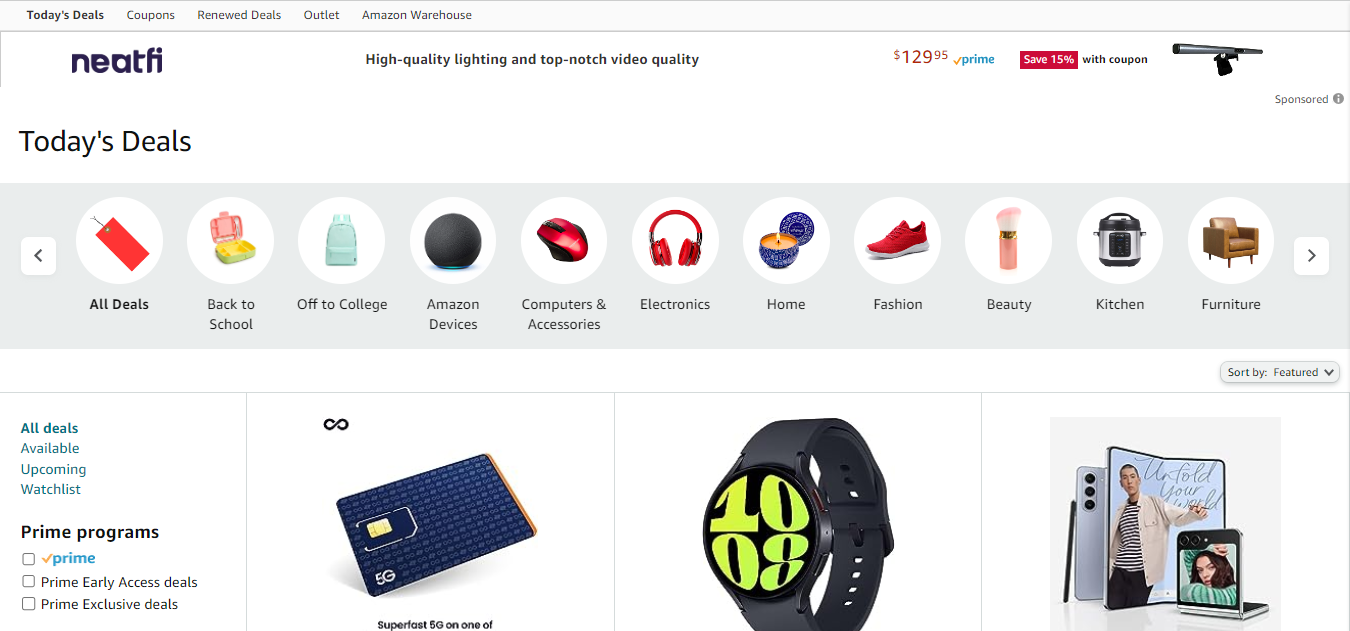 Today's Deals Coupons Renewed Deals Outlet Amazon Warehouse
neatfi
High-quality lighting and top-notch video quality
$129 95 prime
Save 15% with coupon
Sponsored
Today's Deals
All Deals
Back to
School
Off to College
Amazon
Devices
Computers &
Accessories
Electronics
Home
Fashion
Beauty
Kitchen
Furniture
Sort by: Featured
All deals
Available
Upcoming
Watchlist
Prime programs
prime
Prime Early Access deals
Prime Exclusive deals
5G
Superfast 5G on one of
10
08
Unfold
Your
world